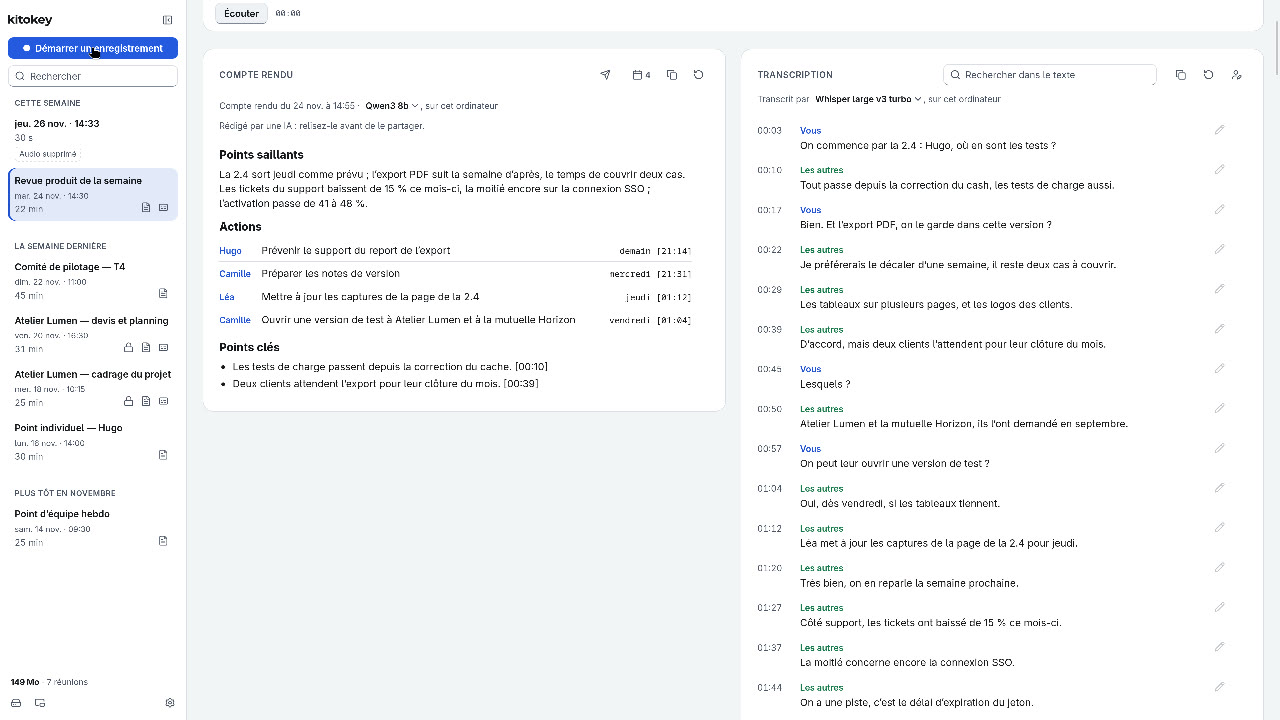 kitokey
Démarrer un enregistrement
Rechercher
CETTE SEMAINE
jeu. 26 nov. · 14:33
30 s
Audio supprimé
Revue produit de la semaine
mar. 24 nov. · 14:30
22 min
LA SEMAINE DERNIÈRE
Comité de pilotage — T4
dim. 22 nov. · 11:00
45 min
Atelier Lumen — devis et planning
ven. 20 nov. · 16:30
31 min
Atelier Lumen — cadrage du projet
mer. 18 nov. · 10:15
25 min
Point individuel — Hugo
lun. 16 nov. · 14:00
30 min
PLUS TÔT EN NOVEMBRE
Point d'équipe hebdo
sam. 14 nov. · 09:30
25 min
149 Mo · 7 réunions
Écouter 00:00
COMPTE RENDU 4
Compte rendu du 24 nov. à 14:55 · Qwen3 8b , sur cet ordinateur
Rédigé par une IA : relisez-le avant de le partager.
Points saillants
La 2.4 sort jeudi comme prévu ; l'export PDF suit la semaine d'après, le temps de couvrir deux cas.
Les tickets du support baissent de 15 % ce mois-ci, la moitié encore sur la connexion SSO ;
l'activation passe de 41 à 48 %.
Actions
Hugo Prévenir le support du report de l'export demain [21:14]
Camille Préparer les notes de version mercredi [21:31]
Léa Mettre à jour les captures de la page de la 2.4 jeudi [01:12]
Camille Ouvrir une version de test à Atelier Lumen et à la mutuelle Horizon vendredi [01:04]
Points clés
• Les tests de charge passent depuis la correction du cache. [00:10]
• Deux clients attendent l'export pour leur clôture du mois. [00:39]
TRANSCRIPTION Rechercher dans le texte
Transcrit par Whisper large v3 turbo , sur cet ordinateur
00:03 Vous
On commence par la 2.4 : Hugo, où en sont les tests ?
00:10 Les autres
Tout passe depuis la correction du cash, les tests de charge aussi.
00:17 Vous
Bien. Et l'export PDF, on le garde dans cette version ?
00:22 Les autres
Je préférerais le décaler d'une semaine, il reste deux cas à couvrir.
00:29 Les autres
Les tableaux sur plusieurs pages, et les logos des clients.
00:39 Les autres
D'accord, mais deux clients l'attendent pour leur clôture du mois.
00:45 Vous
Lesquels ?
00:50 Les autres
Atelier Lumen et la mutuelle Horizon, ils l'ont demandé en septembre.
00:57 Vous
On peut leur ouvrir une version de test ?
01:04 Les autres
Oui, dès vendredi, si les tableaux tiennent.
01:12 Les autres
Léa met à jour les captures de la page de la 2.4 pour jeudi.
01:20 Les autres
Très bien, on en reparle la semaine prochaine.
01:27 Les autres
Côté support, les tickets ont baissé de 15 % ce mois-ci.
01:37 Les autres
La moitié concerne encore la connexion SSO.
01:44 Les autres
On a une piste, c'est le délai d'expiration du jeton.